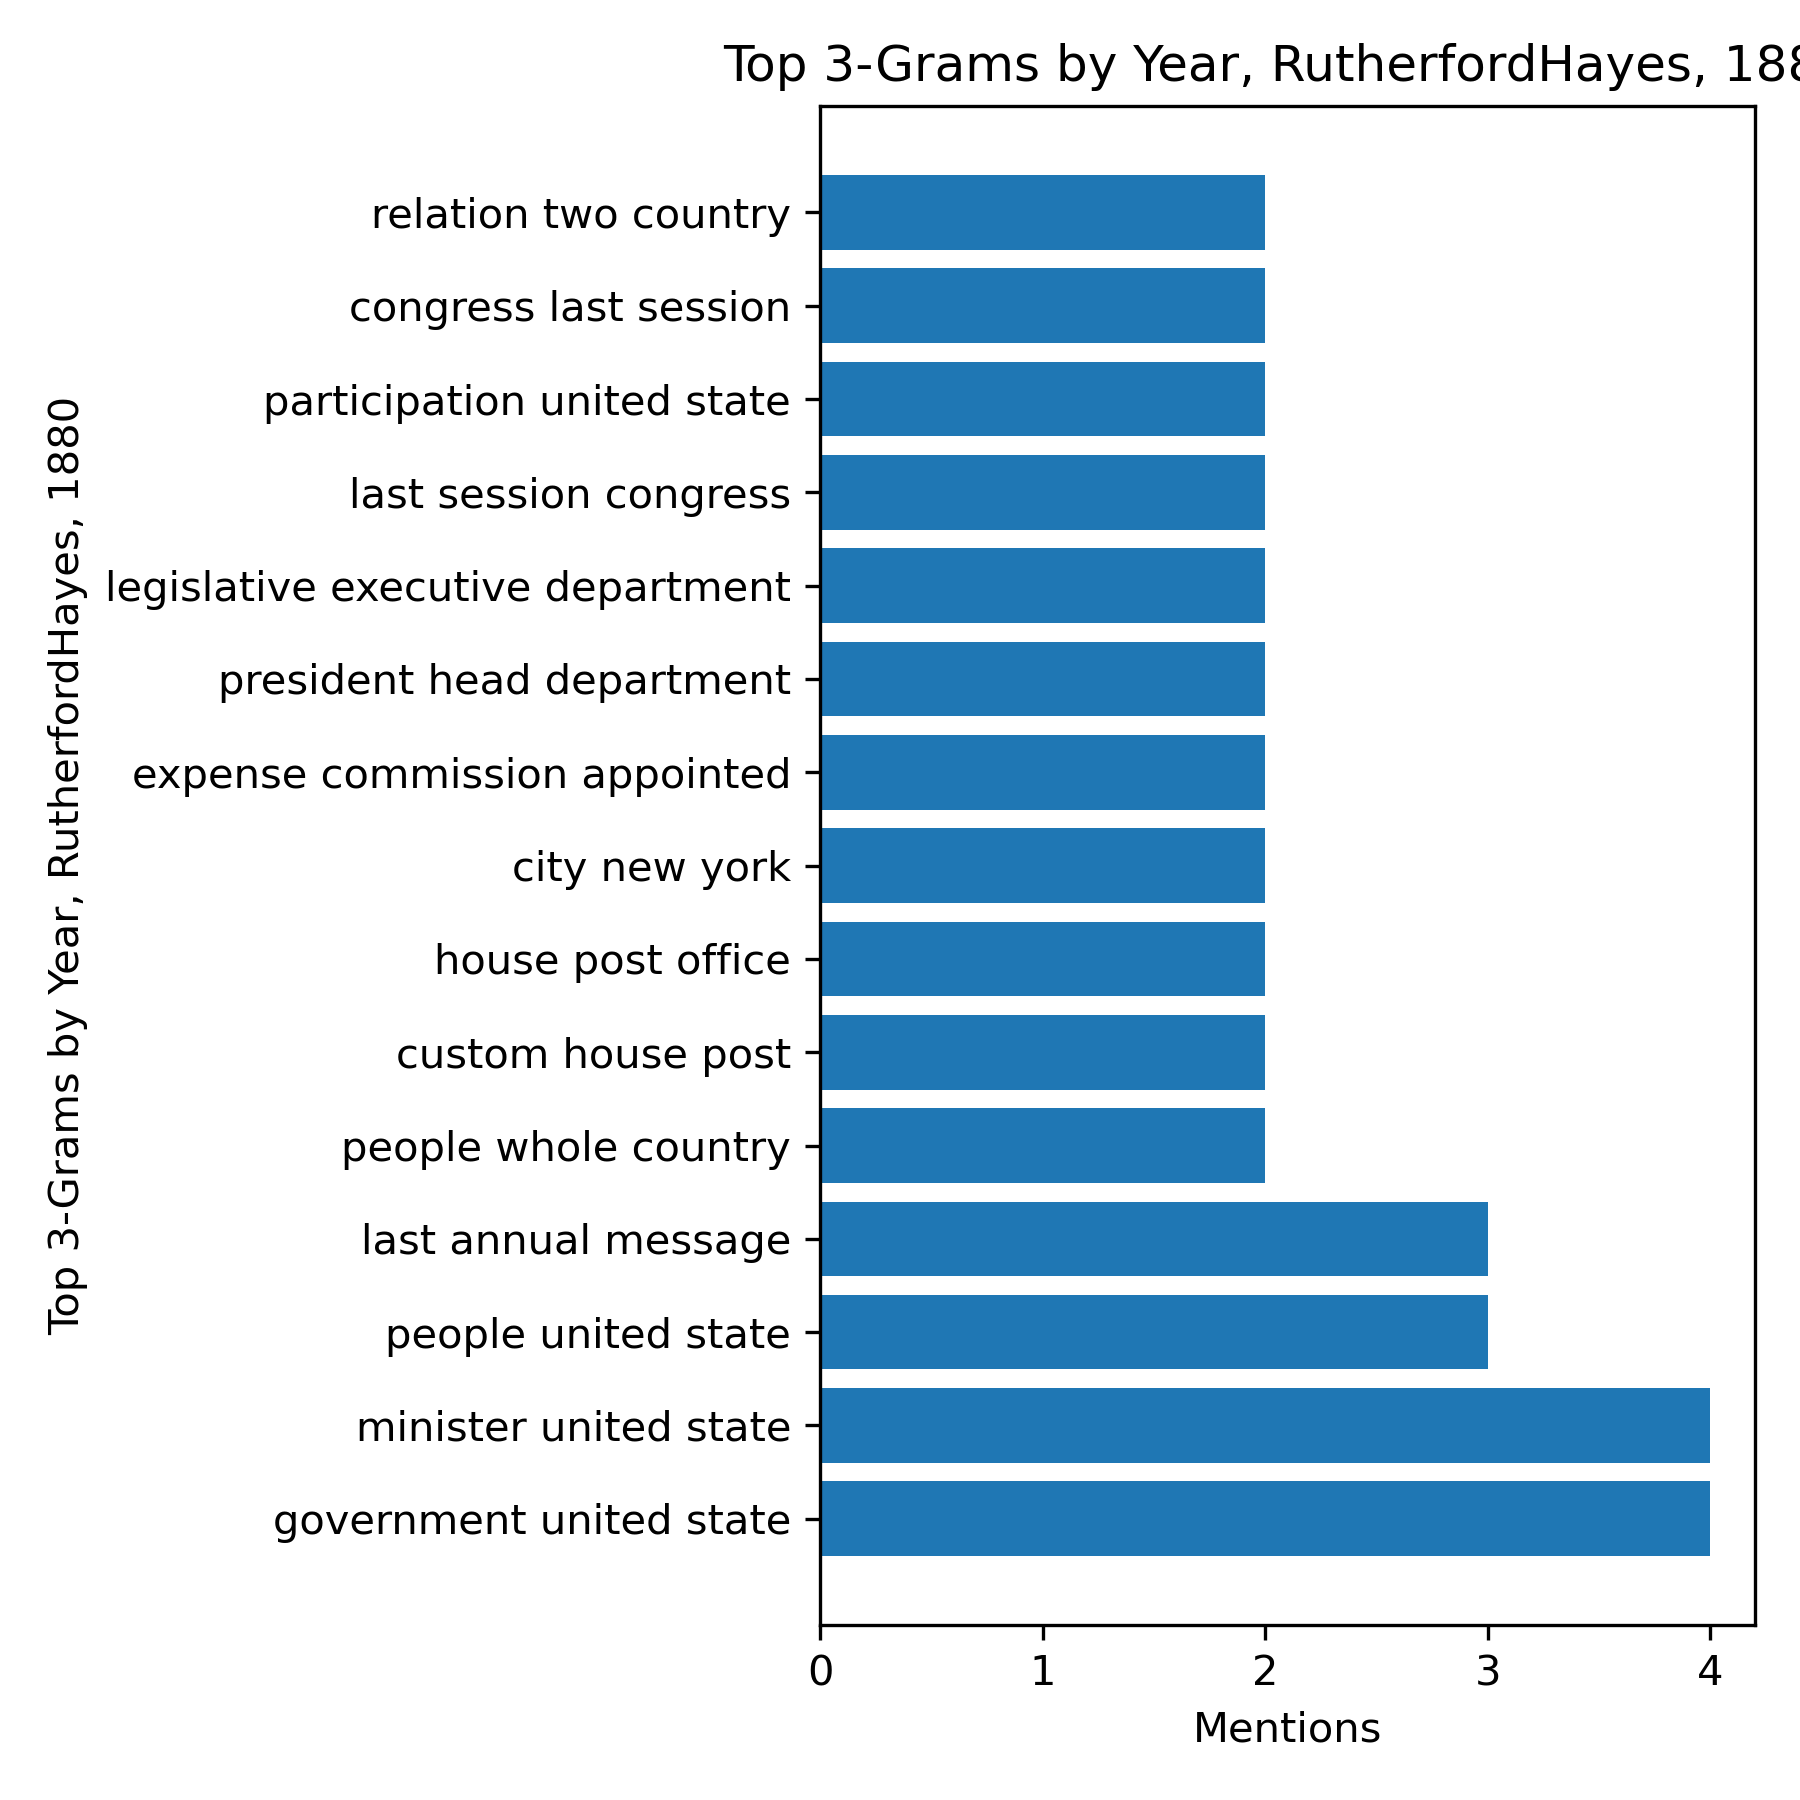 Top 3-Grams by Year, RutherfordHayes, 188
Top 3-Grams by Year, RutherfordHayes, 1880
relation two country
congress last session
participation united state
last session congress
legislative executive department
president head department
expense commission appointed
city new york
house post office
custom house post
people whole country
last annual message
people united state
minister united state
government united state
0 1 2 3 4
Mentions